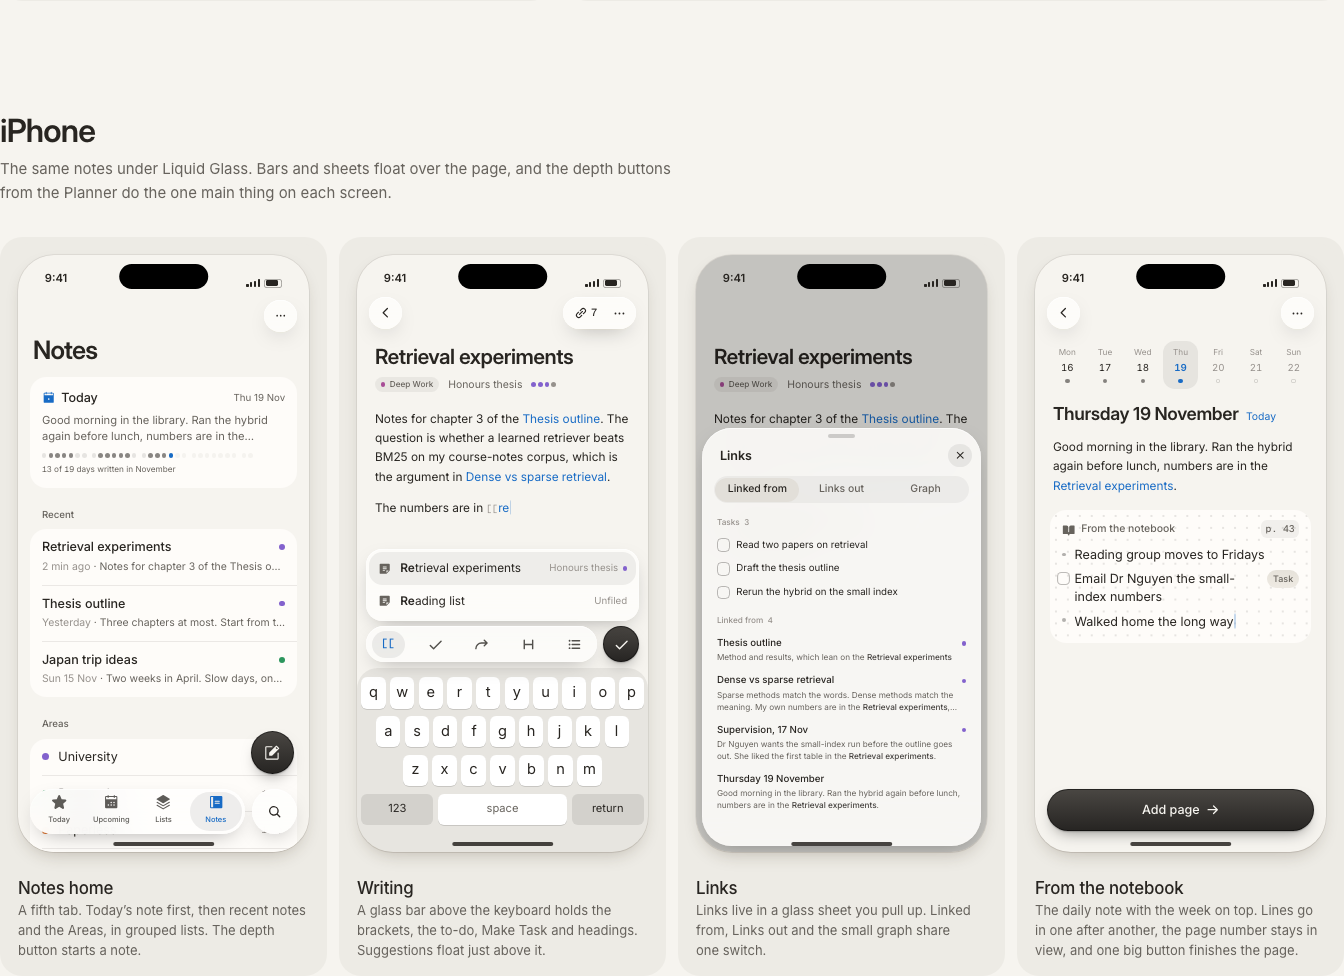 iPhone
The same notes under Liquid Glass. Bars and sheets float over the page, and the depth buttons
from the Planner do the one main thing on each screen.
9:41
Notes
Today
Thu 19 Nov
Good morning in the library. Ran the hybrid
again before lunch, numbers are in the...
13 of 19 days written in November
Recent
Retrieval experiments
2 min ago · Notes for chapter 3 of the Thesis o...
Thesis outline
Yesterday · Three chapters at most. Start from t...
Japan trip ideas
Sun 15 Nov · Two weeks in April. Slow days, on...
Areas
University
Today
Upcoming
Lists
Notes
Notes home
A fifth tab. Today's note first, then recent notes
and the Areas, in grouped lists. The depth
button starts a note.
9:41
7
Retrieval experiments
Deep Work
Honours thesis
Notes for chapter 3 of the Thesis outline. The
question is whether a learned retriever beats
BM25 on my course-notes corpus, which is
the argument in Dense vs sparse retrieval.
The numbers are in [[re
Retrieval experiments
Honours thesis
Reading list
Unfiled
[[
H
q w e r t y u i o p
a s d f g h j k l
z x c v b n m
123
space
return
Writing
A glass bar above the keyboard holds the
brackets, the to-do, Make Task and headings.
Suggestions float just above it.
9:41
Retrieval experiments
Deep Work
Honours thesis
Notes for chapter 3 of the Thesis outline. The
Links
Linked from
Links out
Graph
Tasks 3
Read two papers on retrieval
Draft the thesis outline
Rerun the hybrid on the small index
Linked from 4
Thesis outline
Method and results, which lean on the Retrieval experiments
Dense vs sparse retrieval
Sparse methods match the words. Dense methods match the
meaning. My own numbers are in the Retrieval experiments,...
Supervision, 17 Nov
Dr Nguyen wants the small-index run before the outline goes
out. She liked the first table in the Retrieval experiments.
Thursday 19 November
Good morning in the library. Ran the hybrid again before lunch,
numbers are in the Retrieval experiments.
Links
Links live in a glass sheet you pull up. Linked
from, Links out and the small graph share
one switch.
9:41
Mon Tue Wed Thu Fri Sat Sun
16 17 18 19 20 21 22
Thursday 19 November
Today
Good morning in the library. Ran the hybrid
again before lunch, numbers are in the
Retrieval experiments.
From the notebook
p. 43
Reading group moves to Fridays
Email Dr Nguyen the small-
index numbers
Task
Walked home the long way
Add page →
From the notebook
The daily note with the week on top. Lines go
in one after another, the page number stays in
view, and one big button finishes the page.